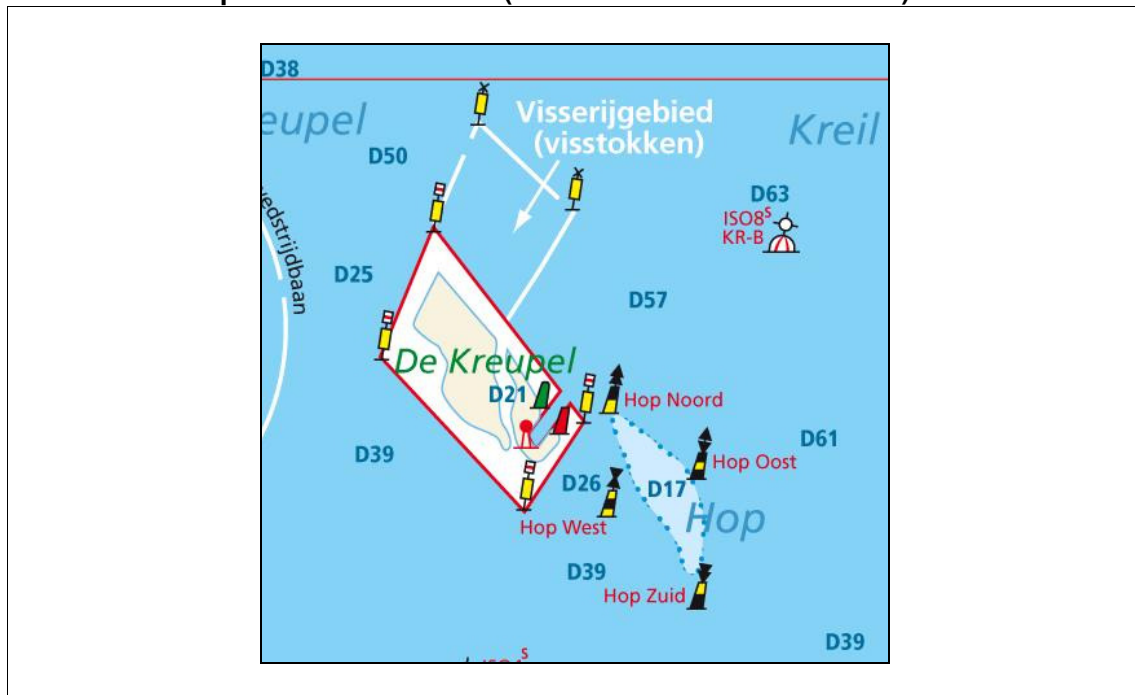 D38
eupel
Visserijgebied
(visstokken)
Kreil
D50
D63
ISO8S
KR-B
wedstrijdbaan
D25
D57
De Kreupel
D21
Hop Noord
D61
D39
Hop Oost
D26
D17
Hop West
Hop
D39
Hop Zuid
D39